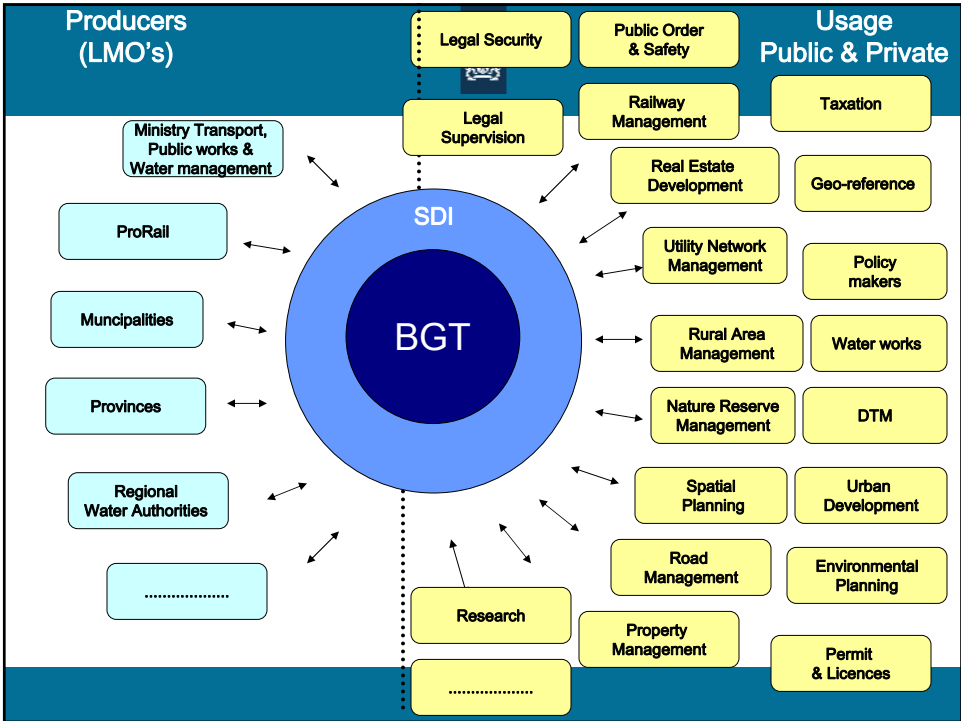 Producers
(LMO's)
Usage
Public & Private
Legal Security
Public Order
& Safety
Legal
Supervision
Railway
Management
Taxation
Ministry Transport,
Public works &
Water management
Real Estate
Development
Geo-reference
ProRail
SDI
Utility Network
Management
Policy
makers
Muncipalities
BGT
Rural Area
Management
Water works
Provinces
Nature Reserve
Management
DTM
Regional
Water Authorities
Spatial
Planning
Urban
Development
...................
Road
Management
Environmental
Planning
Research
Property
Management
Permit
& Licences
...................